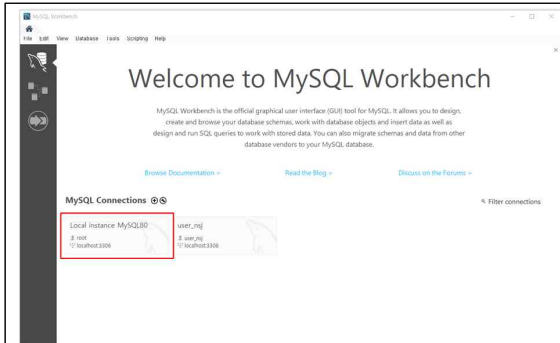 MySQL Workbench
File Edit View Database Tools Scripting Help
Welcome to MySQL Workbench
MySQL Workbench is the official graphical user interface (GUI) tool for MySQL. It allows you to design,
create and browse your database schemas, work with database objects and insert data as well as
design and run SQL queries to work with stored data. You can also migrate schemas and data from other
database vendors to your MySQL database.
Browse Documentation >
Read the Blog >
Discuss on the Forums >
MySQL Connections
Filter connections
Local instance MySQL80
root
localhost:3306
user_nsj
user_nsj
localhost:3306